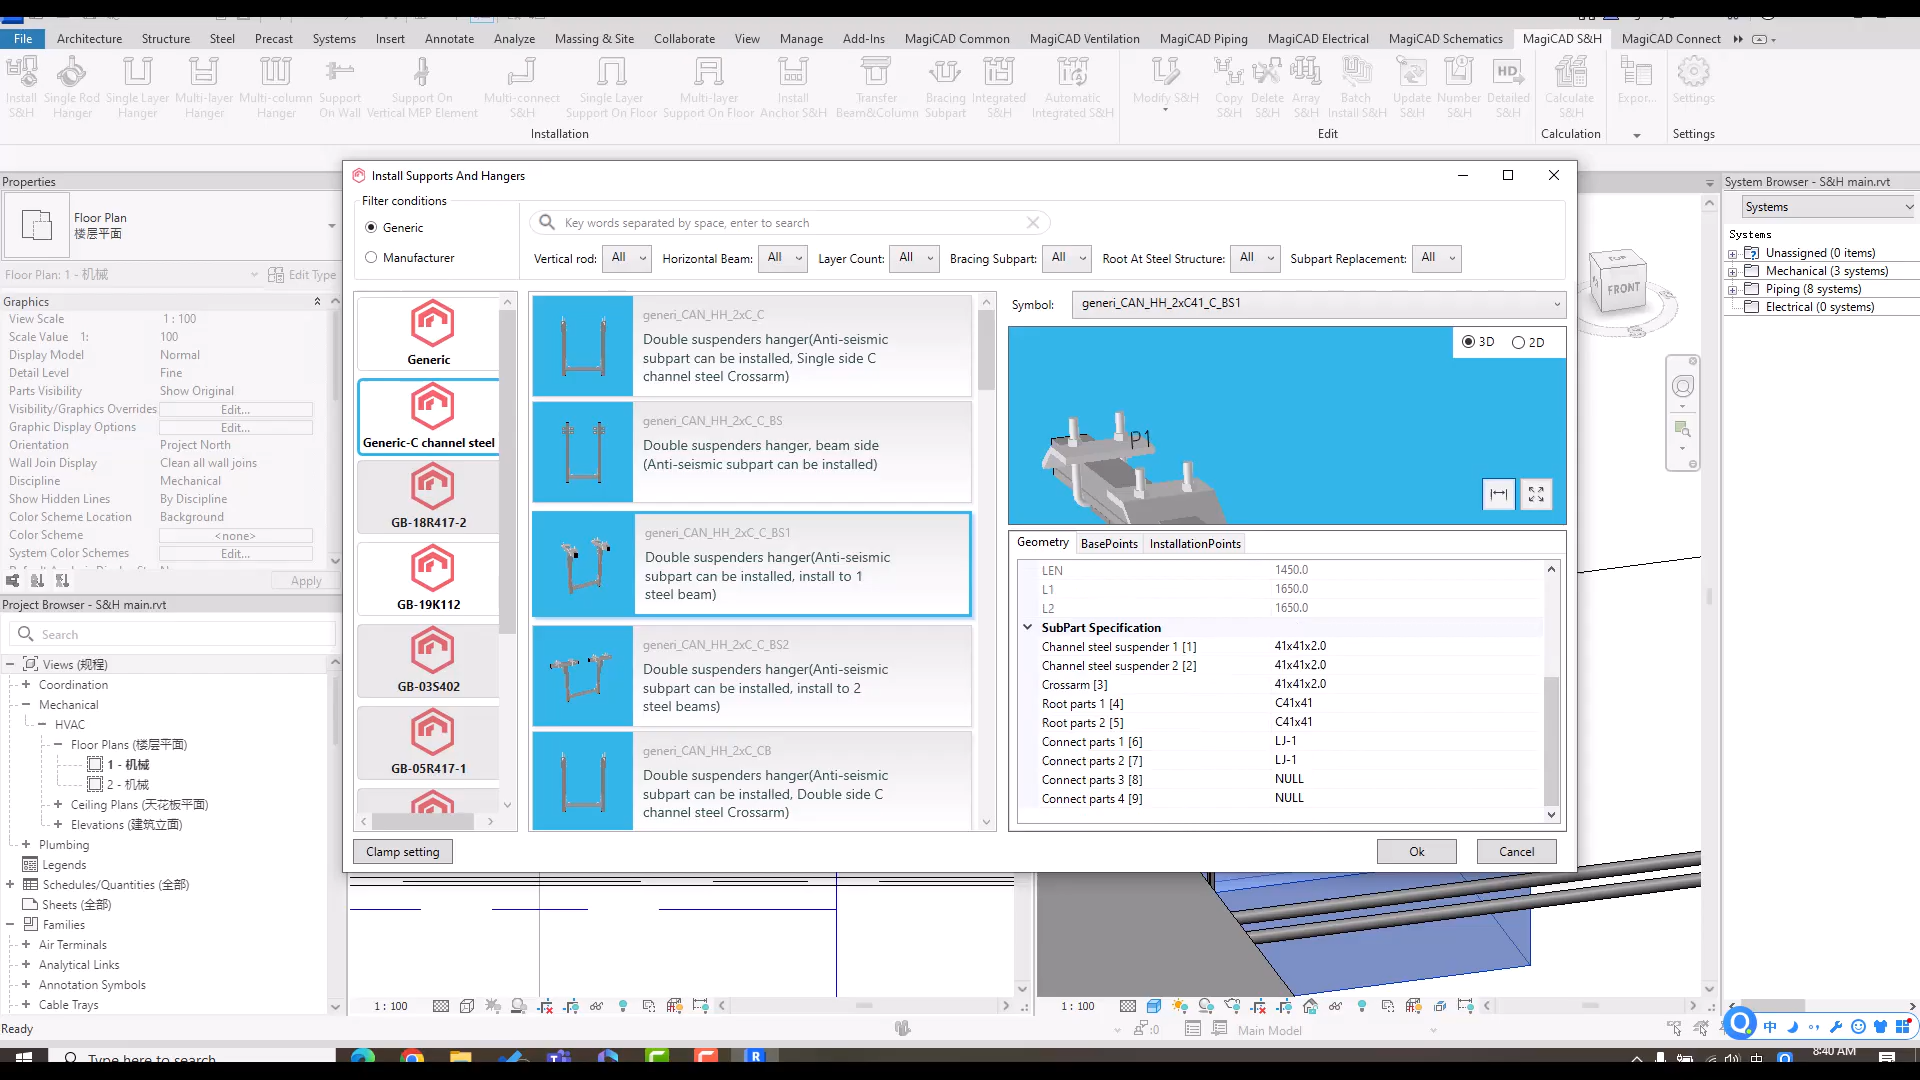 File Architecture Structure Steel Precast Systems Insert Annotate Analyze Massing & Site Collaborate View Manage Add-Ins MagiCAD Common MagiCAD Ventilation MagiCAD Piping MagiCAD Electrical MagiCAD Schematics MagiCAD S&H MagiCAD Connect
Install S&H
Single Rod Hanger
Single Layer Hanger
Multi-layer Hanger
Multi-column Hanger
Support On Wall
Support On Vertical MEP Element
Multi-connect S&H
Single Layer Support On Floor
Multi-layer Support On Floor
Install Anchor S&H
Transfer Beam&Column
Bracing Subpart
Integrated S&H
Automatic Integrated S&H
Modify S&H
Copy S&H
Delete S&H
Array S&H
Batch Install S&H
Update S&H
Number S&H
HD
Detailed S&H
Calculate S&H
Expor...
Settings
Installation Edit Calculation Settings
Properties
Floor Plan
楼层平面
Floor Plan: 1 - 机械 Edit Type
Graphics
View Scale 1 : 100
Scale Value 1: 100
Display Model Normal
Detail Level Fine
Parts Visibility Show Original
Visibility/Graphics Overrides Edit...
Graphic Display Options Edit...
Orientation Project North
Wall Join Display Clean all wall joins
Discipline Mechanical
Show Hidden Lines By Discipline
Color Scheme Location Background
Color Scheme <none>
System Color Schemes Edit...
Apply
Project Browser - S&H main.rvt
Search
Views (规程)
Coordination
Mechanical
HVAC
Floor Plans (楼层平面)
1 - 机械
2 - 机械
Ceiling Plans (天花板平面)
Elevations (建筑立面)
Plumbing
Legends
Schedules/Quantities (全部)
Sheets (全部)
Families
Air Terminals
Analytical Links
Annotation Symbols
Cable Trays
Install Supports And Hangers
Filter conditions
Generic
Manufacturer
Key words separated by space, enter to search
Vertical rod: All Horizontal Beam: All Layer Count: All Bracing Subpart: All Root At Steel Structure: All Subpart Replacement: All
Generic
Generic-C channel steel
GB-18R417-2
GB-19K112
GB-03S402
GB-05R417-1
generi_CAN_HH_2xC_C
Double suspenders hanger(Anti-seismic
subpart can be installed, Single side C
channel steel Crossarm)
generi_CAN_HH_2xC_C_BS
Double suspenders hanger, beam side
(Anti-seismic subpart can be installed)
generi_CAN_HH_2xC_C_BS1
Double suspenders hanger(Anti-seismic
subpart can be installed, install to 1
steel beam)
generi_CAN_HH_2xC_C_BS2
Double suspenders hanger(Anti-seismic
subpart can be installed, install to 2
steel beams)
generi_CAN_HH_2xC_CB
Double suspenders hanger(Anti-seismic
subpart can be installed, Double side C
channel steel Crossarm)
Symbol: generi_CAN_HH_2xC41_C_BS1
3D 2D
P1
Geometry BasePoints InstallationPoints
LEN 1450.0
L1 1650.0
L2 1650.0
SubPart Specification
Channel steel suspender 1 [1] 41x41x2.0
Channel steel suspender 2 [2] 41x41x2.0
Crossarm [3] 41x41x2.0
Root parts 1 [4] C41x41
Root parts 2 [5] C41x41
Connect parts 1 [6] LJ-1
Connect parts 2 [7] LJ-1
Connect parts 3 [8] NULL
Connect parts 4 [9] NULL
Clamp setting Ok Cancel
TOP
FRONT
System Browser - S&H main.rvt
Systems
Systems
Unassigned (0 items)
Mechanical (3 systems)
Piping (8 systems)
Electrical (0 systems)
1 : 100
1 : 100
Ready
:0
Main Model
中
Type here to search
中
8:40 AM